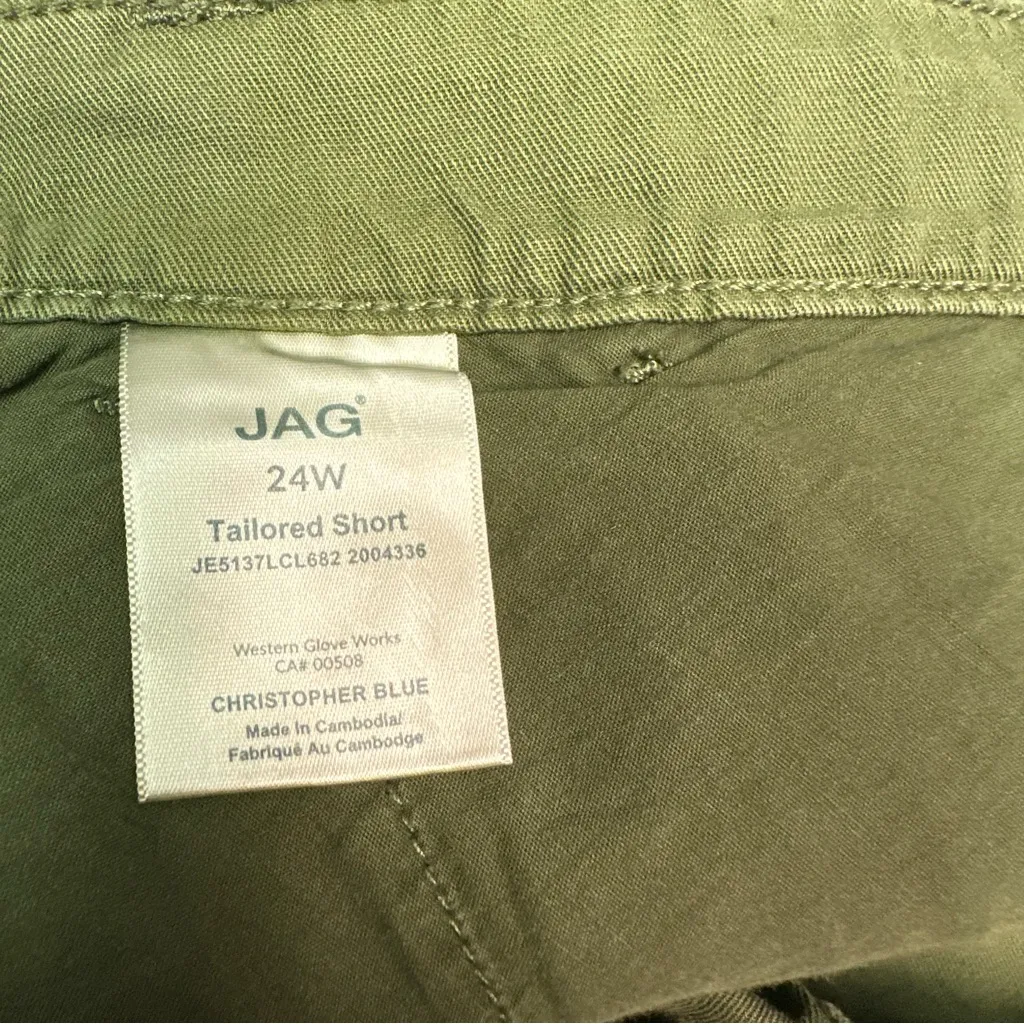 JAG®
24W
Tailored Short
JE5137LCL682 2004336
Western Glove Works
CA# 00508
CHRISTOPHER BLUE
Made In Cambodia/
Fabriqué Au Cambodge